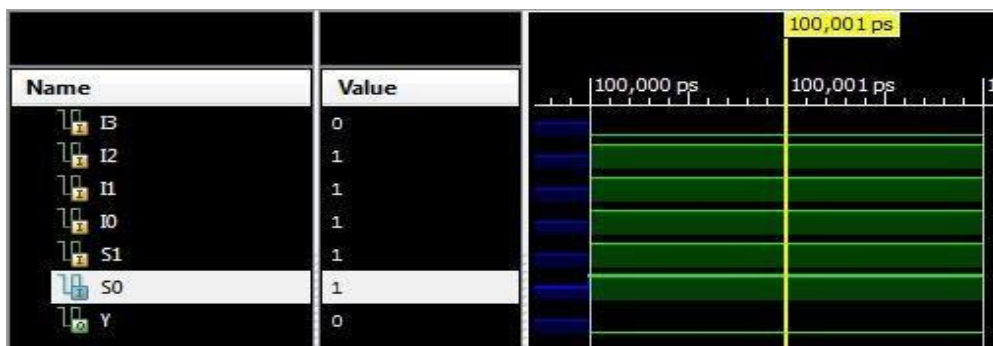 100,001 ps
Name Value 100,000 ps 100,001 ps 1
I3 0
I2 1
I1 1
I0 1
S1 1
S0 1
Y 0